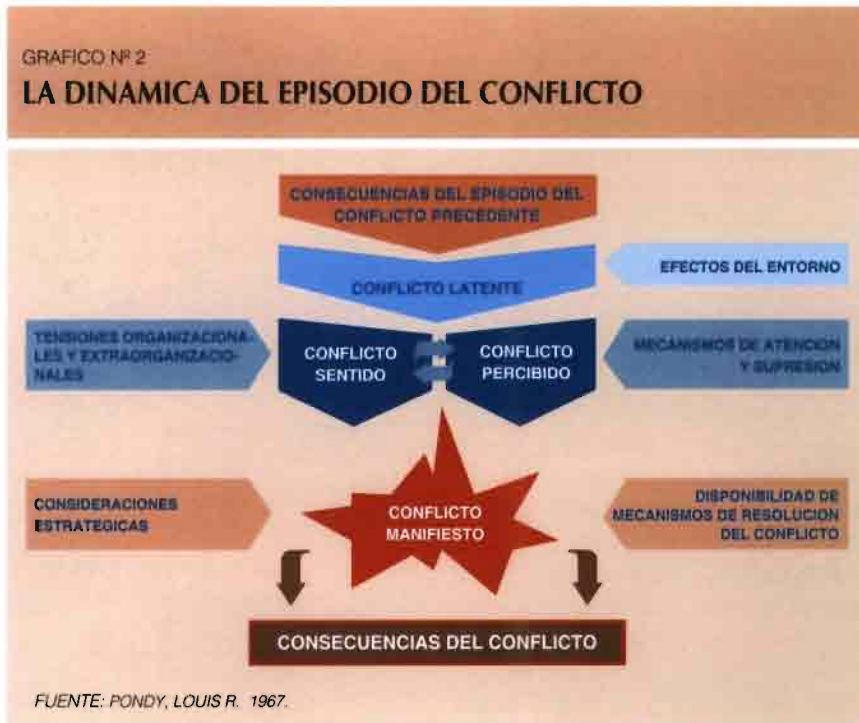 GRAFICO Nº 2
LA DINAMICA DEL EPISODIO DEL CONFLICTO
CONSECUENCIAS DEL EPISODIO DEL
CONFLICTO PRECEDENTE
CONFLICTO LATENTE
EFECTOS DEL ENTORNO
TENSIONES ORGANIZACIONA-
LES Y EXTRAORGANIZACIO-
NALES
CONFLICTO
SENTIDO
CONFLICTO
PERCIBIDO
MECANISMOS DE ATENCION
Y SUPRESION
CONSIDERACIONES
ESTRATEGICAS
CONFLICTO
MANIFIESTO
DISPONIBILIDAD DE
MECANISMOS DE RESOLUCION
DEL CONFLICTO
CONSECUENCIAS DEL CONFLICTO
FUENTE: PONDY, LOUIS R. 1967.